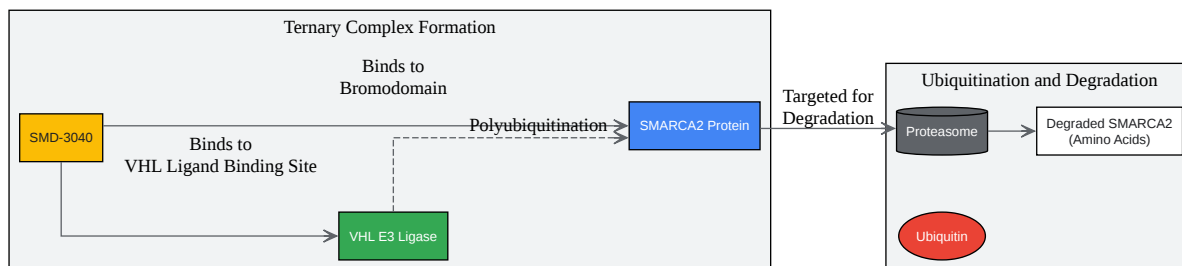 Ternary Complex Formation
Binds to
Bromodomain
SMD-3040
Polyubiquitination
SMARCA2 Protein
Binds to
VHL Ligand Binding Site
VHL E3 Ligase
Targeted for
Degradation
Ubiquitination and Degradation
Proteasome
Degraded SMARCA2
(Amino Acids)
Ubiquitin